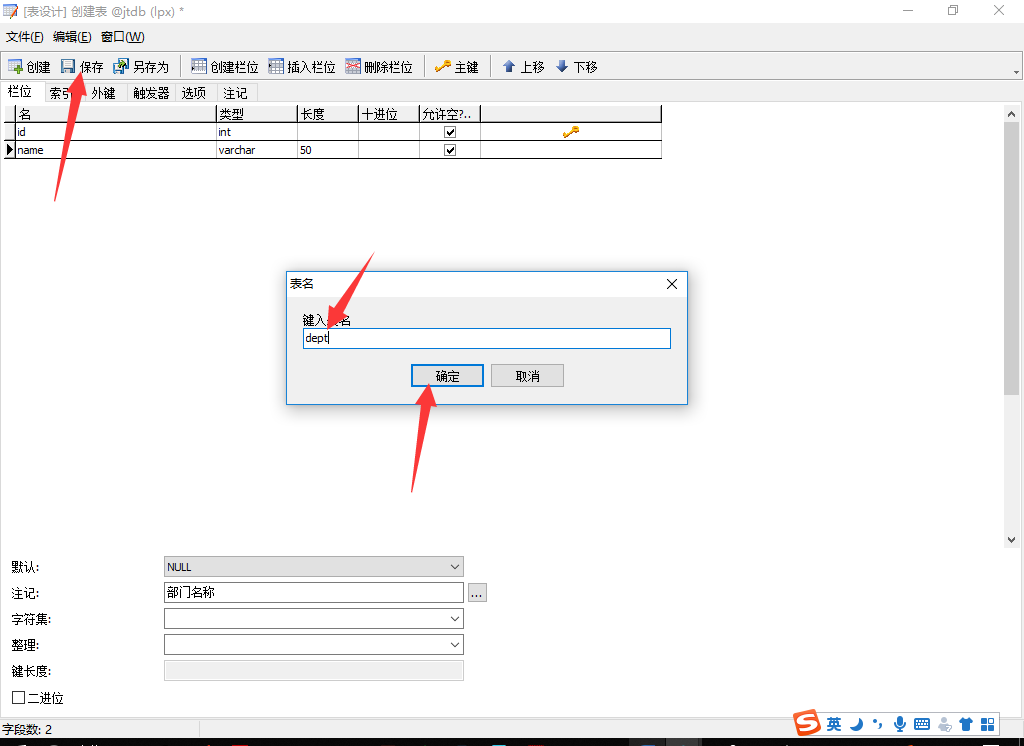 [表设计] 创建表 @jtdb (lpx) *
文件(F) 编辑(E) 窗口(W)
创建 保存 另存为 创建栏位 插入栏位 删除栏位 主键 上移 下移
栏位 索引 外键 触发器 选项 注记
名 类型 长度 十进位 允许空?..
id int
name varchar 50
表名
键入表名
dept
确定 取消
默认: NULL
注记: 部门名称 ...
字符集:
整理:
键长度:
二进位
S 英
字段数: 2